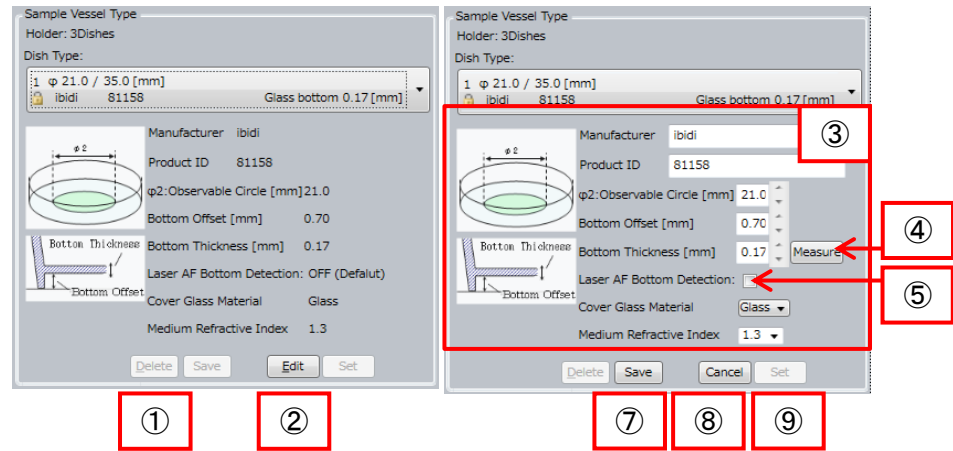 Sample Vessel Type
Holder: 3Dishes
Dish Type:
1 φ 21.0 / 35.0 [mm]
ibidi 81158 Glass bottom 0.17 [mm]
φ2
Manufacturer ibidi
Product ID 81158
φ2:Observable Circle [mm] 21.0
Bottom Offset [mm] 0.70
Bottom Thickness
Bottom Thickness [mm] 0.17
Laser AF Bottom Detection: OFF (Defalut)
Bottom Offset
Cover Glass Material Glass
Medium Refractive Index 1.3
Delete Save Edit Set
① ②
Sample Vessel Type
Holder: 3Dishes
Dish Type:
1 φ 21.0 / 35.0 [mm]
ibidi 81158 Glass bottom 0.17 [mm]
③
φ2
Manufacturer ibidi
Product ID 81158
φ2:Observable Circle [mm] 21.0
Bottom Offset [mm] 0.70
④
Bottom Thickness
Bottom Thickness [mm] 0.17 Measure
Laser AF Bottom Detection:
⑤
Bottom Offset
Cover Glass Material Glass
Medium Refractive Index 1.3
Delete Save Cancel Set
⑦ ⑧ ⑨